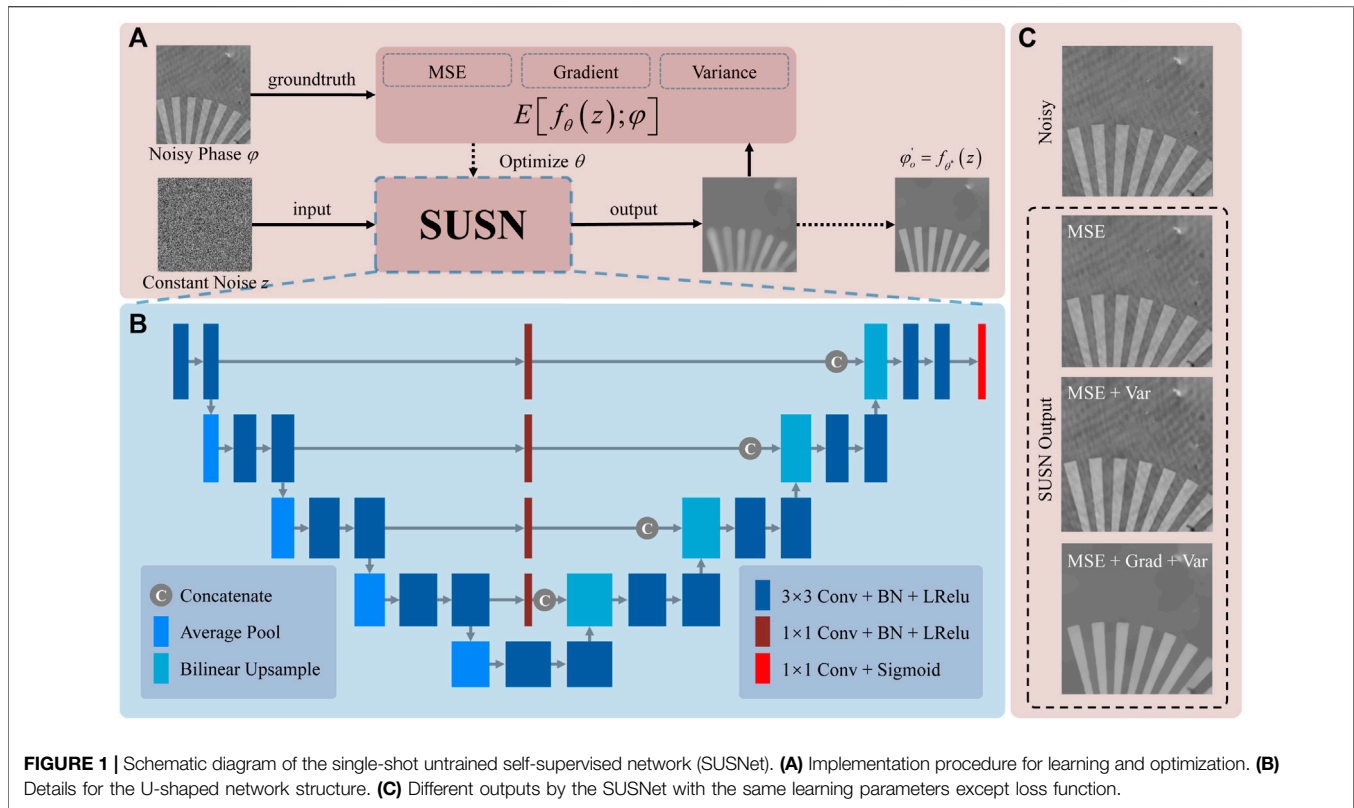 A
groundtruth
MSE
Gradient
Variance
E[f_θ(z);φ]
Noisy Phase φ
Optimize θ
φ'_o = f_θ*(z)
input
SUSN
output
Constant Noise z
B
C
C
C
C
C Concatenate
Average Pool
Bilinear Upsample
3×3 Conv + BN + LRelu
1×1 Conv + BN + LRelu
1×1 Conv + Sigmoid
C
Noisy
SUSN Output
MSE
MSE + Var
MSE + Grad + Var
FIGURE 1 | Schematic diagram of the single-shot untrained self-supervised network (SUSNet). (A) Implementation procedure for learning and optimization. (B)
Details for the U-shaped network structure. (C) Different outputs by the SUSNet with the same learning parameters except loss function.